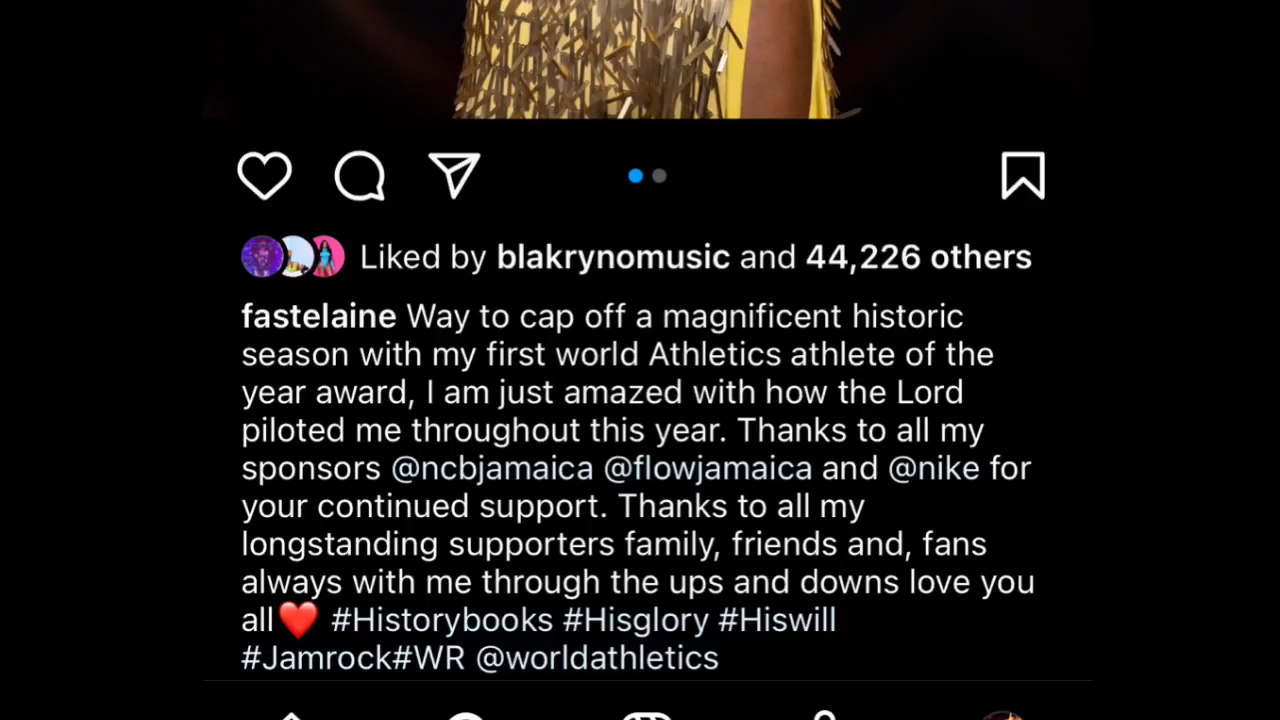 Liked by blakrynomusic and 44,226 others
fastelaine Way to cap off a magnificent historic
season with my first world Athletics athlete of the
year award, I am just amazed with how the Lord
piloted me throughout this year. Thanks to all my
sponsors @ncbjamaica @flowjamaica and @nike for
your continued support. Thanks to all my
longstanding supporters family, friends and, fans
always with me through the ups and downs love you
all❤️ #Historybooks #Hisglory #Hiswill
#Jamrock#WR @worldathletics